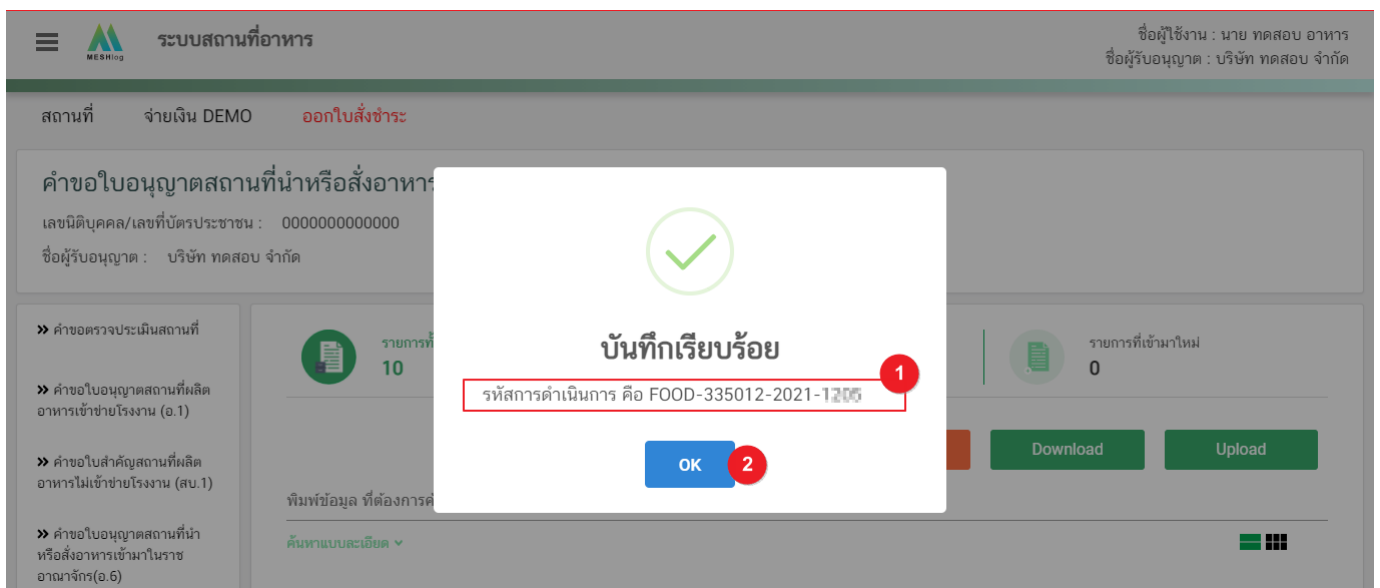 MESHlog
ระบบสถานที่อาหาร
ชื่อผู้ใช้งาน : นาย ทดสอบ อาหาร
ชื่อผู้รับอนุญาต : บริษัท ทดสอบ จำกัด
สถานที่ จ่ายเงิน DEMO ออกใบสั่งชำระ
คำขอใบอนุญาตสถานที่นำหรือสั่งอาหาร
เลขนิติบุคคล/เลขที่บัตรประชาชน : 0000000000000
ชื่อผู้รับอนุญาต : บริษัท ทดสอบ จำกัด
» คำขอตรวจประเมินสถานที่
» คำขอใบอนุญาตสถานที่ผลิต
อาหารเข้าข่ายโรงงาน (อ.1)
» คำขอใบสำคัญสถานที่ผลิต
อาหารไม่เข้าข่ายโรงงาน (สบ.1)
» คำขอใบอนุญาตสถานที่นำ
หรือสั่งอาหารเข้ามาในราช
อาณาจักร(อ.6)
10
บันทึกเรียบร้อย
1
รหัสการดำเนินการ คือ FOOD-335012-2021-
OK 2
รายการที่เข้ามาใหม่
0
Download Upload
พิมพ์ข้อมูล ที่ต้องการ
ค้นหาแบบละเอียด